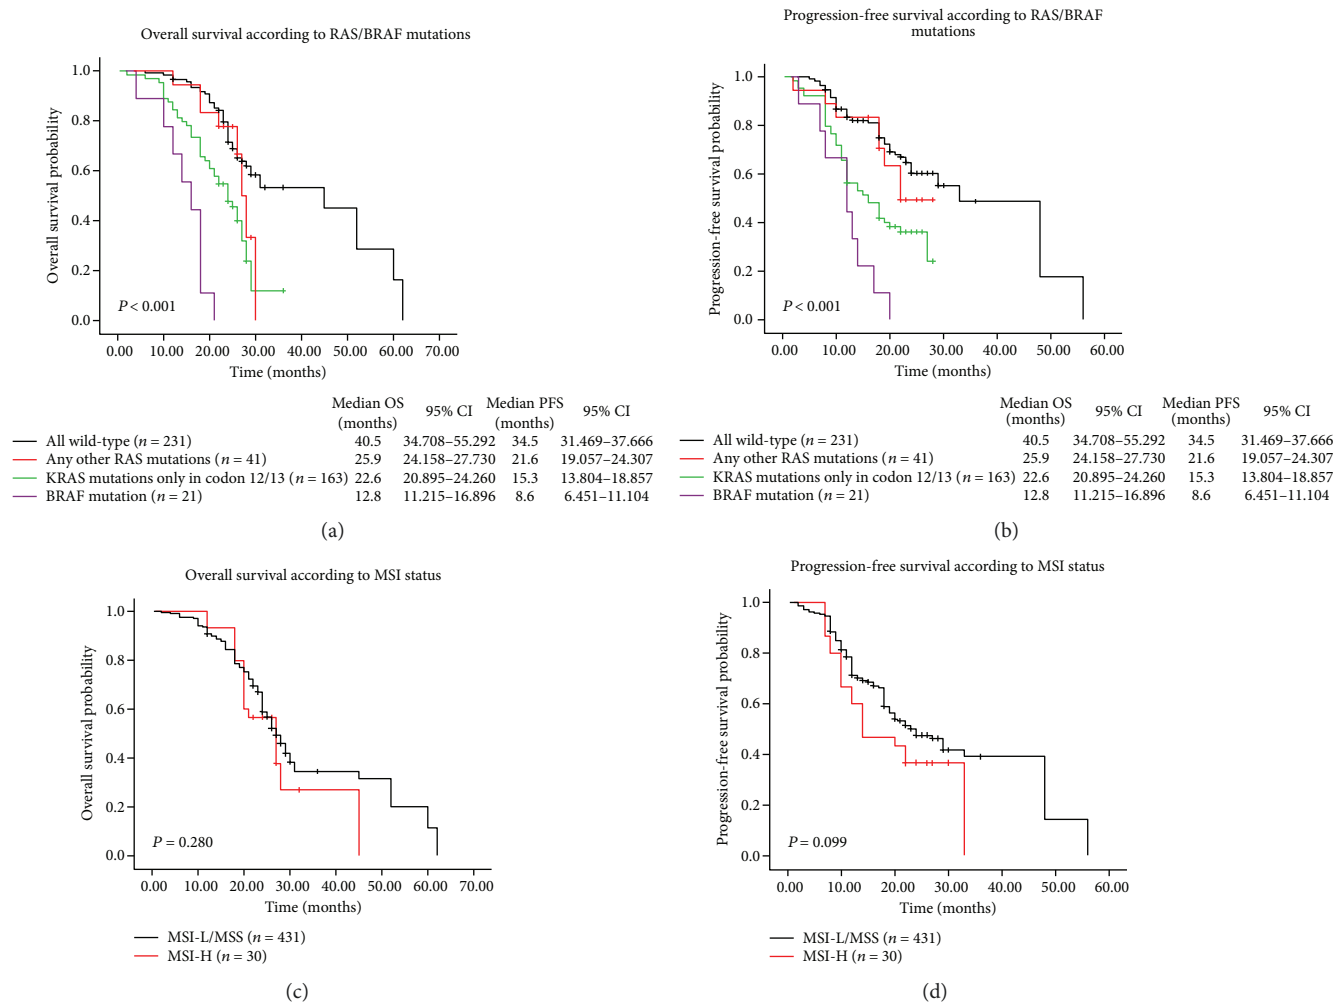 Overall survival according to RAS/BRAF mutations
Overall survival probability
1.0
0.8
0.6
0.4
0.2
0.0
P < 0.001
0.00 10.00 20.00 30.00 40.00 50.00 60.00 70.00
Time (months)
Median OS (months) 95% CI Median PFS (months) 95% CI
All wild-type (n = 231) 40.5 34.708–55.292 34.5 31.469–37.666
Any other RAS mutations (n = 41) 25.9 24.158–27.730 21.6 19.057–24.307
KRAS mutations only in codon 12/13 (n = 163) 22.6 20.895–24.260 15.3 13.804–18.857
BRAF mutation (n = 21) 12.8 11.215–16.896 8.6 6.451–11.104
(a)
Progression-free survival according to RAS/BRAF
mutations
Progression-free survival probability
1.0
0.8
0.6
0.4
0.2
0.0
P < 0.001
0.00 10.00 20.00 30.00 40.00 50.00 60.00
Time (months)
Median OS (months) 95% CI Median PFS (months) 95% CI
All wild-type (n = 231) 40.5 34.708–55.292 34.5 31.469–37.666
Any other RAS mutations (n = 41) 25.9 24.158–27.730 21.6 19.057–24.307
KRAS mutations only in codon 12/13 (n = 163) 22.6 20.895–24.260 15.3 13.804–18.857
BRAF mutation (n = 21) 12.8 11.215–16.896 8.6 6.451–11.104
(b)
Overall survival according to MSI status
Overall survival probability
1.0
0.8
0.6
0.4
0.2
0.0
P = 0.280
0.00 10.00 20.00 30.00 40.00 50.00 60.00 70.00
Time (months)
MSI-L/MSS (n = 431)
MSI-H (n = 30)
(c)
Progression-free survival according to MSI status
Progression-free survival probability
1.0
0.8
0.6
0.4
0.2
0.0
P = 0.099
0.00 10.00 20.00 30.00 40.00 50.00 60.00
Time (months)
MSI-L/MSS (n = 431)
MSI-H (n = 30)
(d)